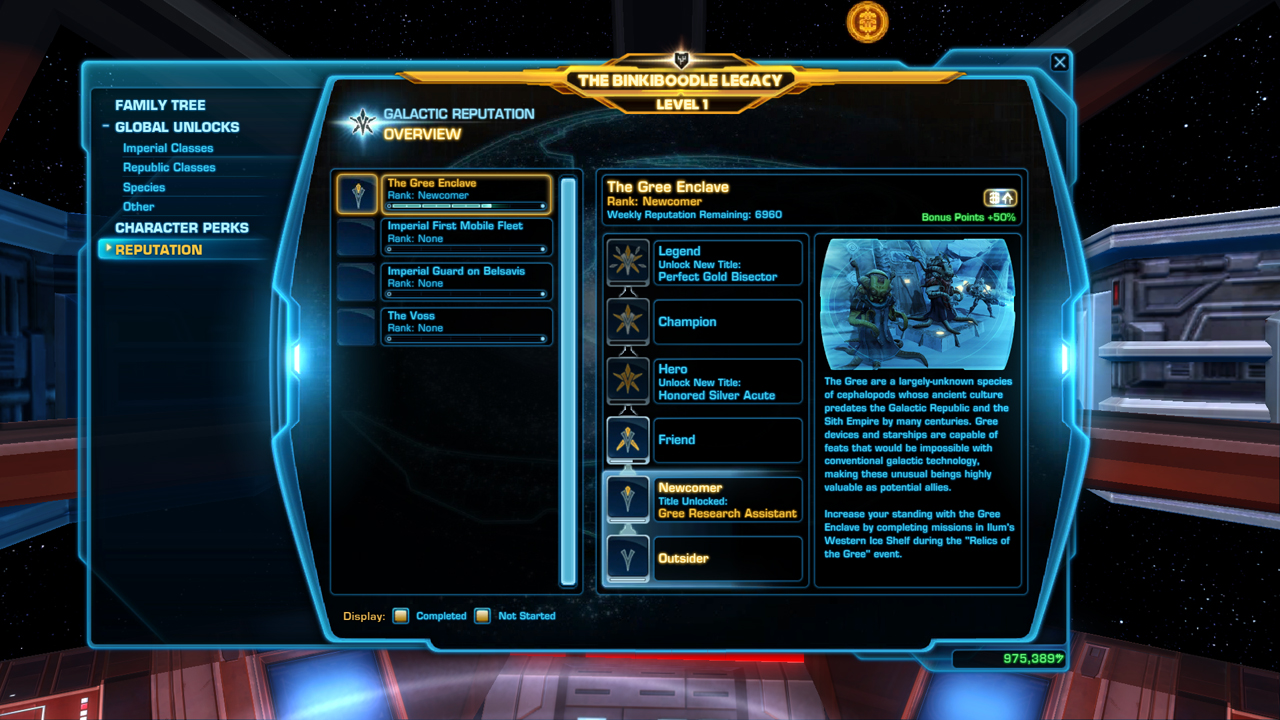 THE BINKIBOODLE LEGACY
LEVEL 1
FAMILY TREE
GLOBAL UNLOCKS
Imperial Classes
Republic Classes
Species
Other
CHARACTER PERKS
REPUTATION
GALACTIC REPUTATION
OVERVIEW
The Gree Enclave
Rank: Newcomer
Imperial First Mobile Fleet
Rank: None
Imperial Guard on Belsavis
Rank: None
The Voss
Rank: None
Display: Completed Not Started
The Gree Enclave
Rank: Newcomer
Weekly Reputation Remaining: 6960
Bonus Points +50%
Legend
Unlock New Title:
Perfect Gold Bisector
Champion
Hero
Unlock New Title:
Honored Silver Acute
Friend
Newcomer
Title Unlocked:
Gree Research Assistant
Outsider
The Gree are a largely-unknown species
of cephalopods whose ancient culture
predates the Galactic Republic and the
Sith Empire by many centuries. Gree
devices and starships are capable of
feats that would be impossible with
conventional galactic technology,
making these unusual beings highly
valuable as potential allies.
Increase your standing with the Gree
Enclave by completing missions in Ilum's
Western Ice Shelf during the "Relics of
the Gree" event.
975,389